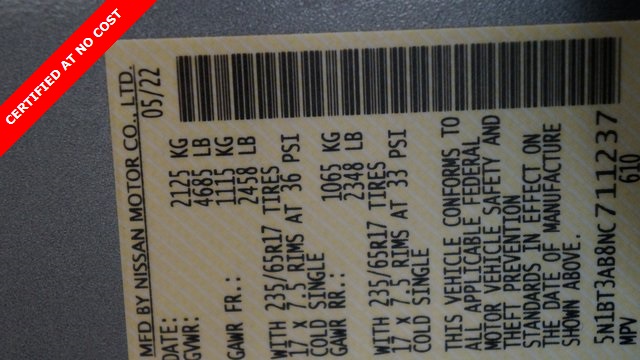 CERTIFIED AT NO COST
MFD BY NISSAN MOTOR CO., LTD.
DATE: 05/22
GVWR: 2125 KG
4685 LB
GAWR FR.: 1115 KG
2458 LB
WITH 235/65R17 TIRES
17 X 7.5 RIMS AT 36 PSI
COLD SINGLE
GAWR RR.: 1065 KG
2348 LB
WITH 235/65R17 TIRES
17 X 7.5 RIMS AT 33 PSI
COLD SINGLE
THIS VEHICLE CONFORMS TO
ALL APPLICABLE FEDERAL
MOTOR VEHICLE SAFETY AND
THEFT PREVENTION
STANDARDS IN EFFECT ON
THE DATE OF MANUFACTURE
SHOWN ABOVE.
5N1BT3AB8NC711237
MPV 610